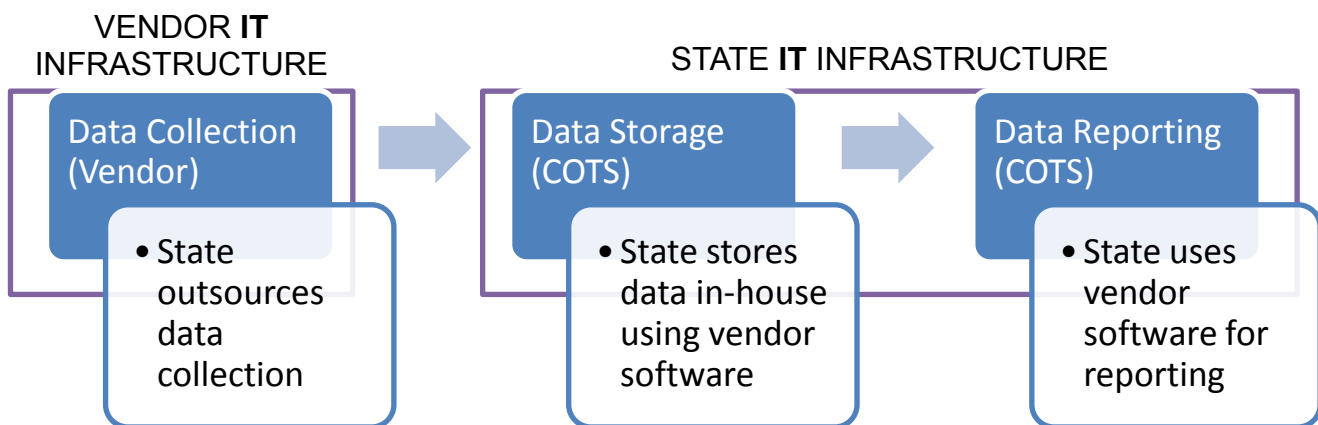 VENDOR IT
INFRASTRUCTURE
STATE IT INFRASTRUCTURE
Data Collection
(Vendor)
• State
outsources
data
collection
Data Storage
(COTS)
• State stores
data in-house
using vendor
software
Data Reporting
(COTS)
• State uses
vendor
software for
reporting